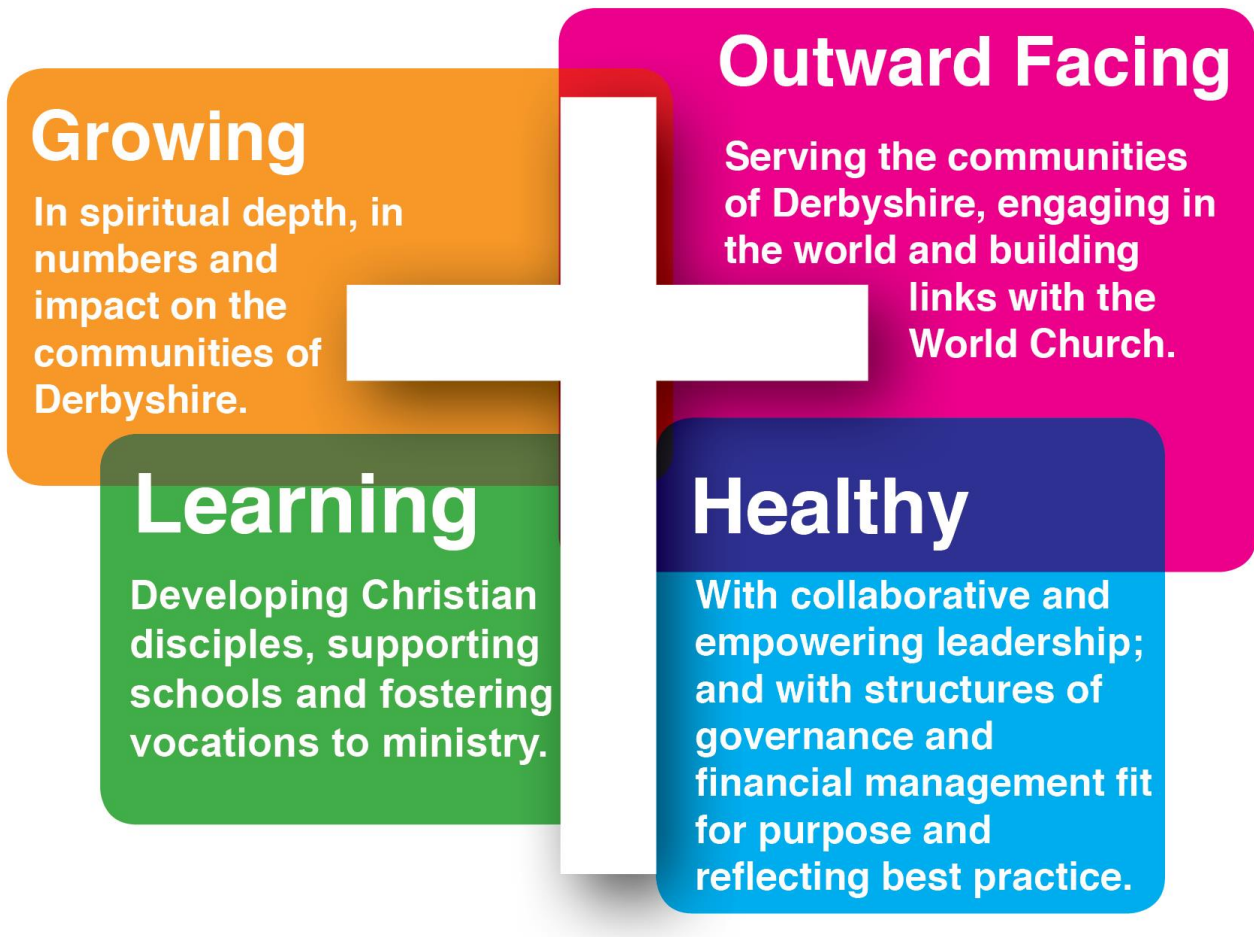 Growing
In spiritual depth, in
numbers and
impact on the
communities of
Derbyshire.
Outward Facing
Serving the communities
of Derbyshire, engaging in
the world and building
links with the
World Church.
Learning
Developing Christian
disciples, supporting
schools and fostering
vocations to ministry.
Healthy
With collaborative and
empowering leadership;
and with structures of
governance and
financial management fit
for purpose and
reflecting best practice.